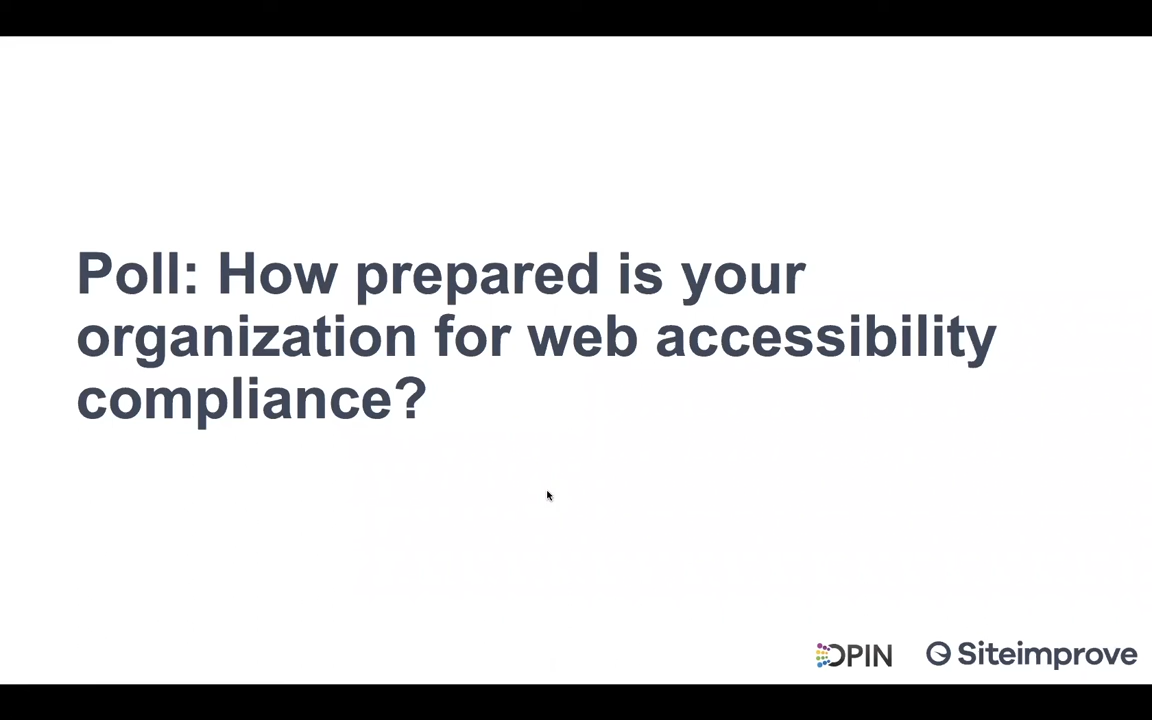 Poll: How prepared is your
organization for web accessibility
compliance?
OPIN
Siteimprove